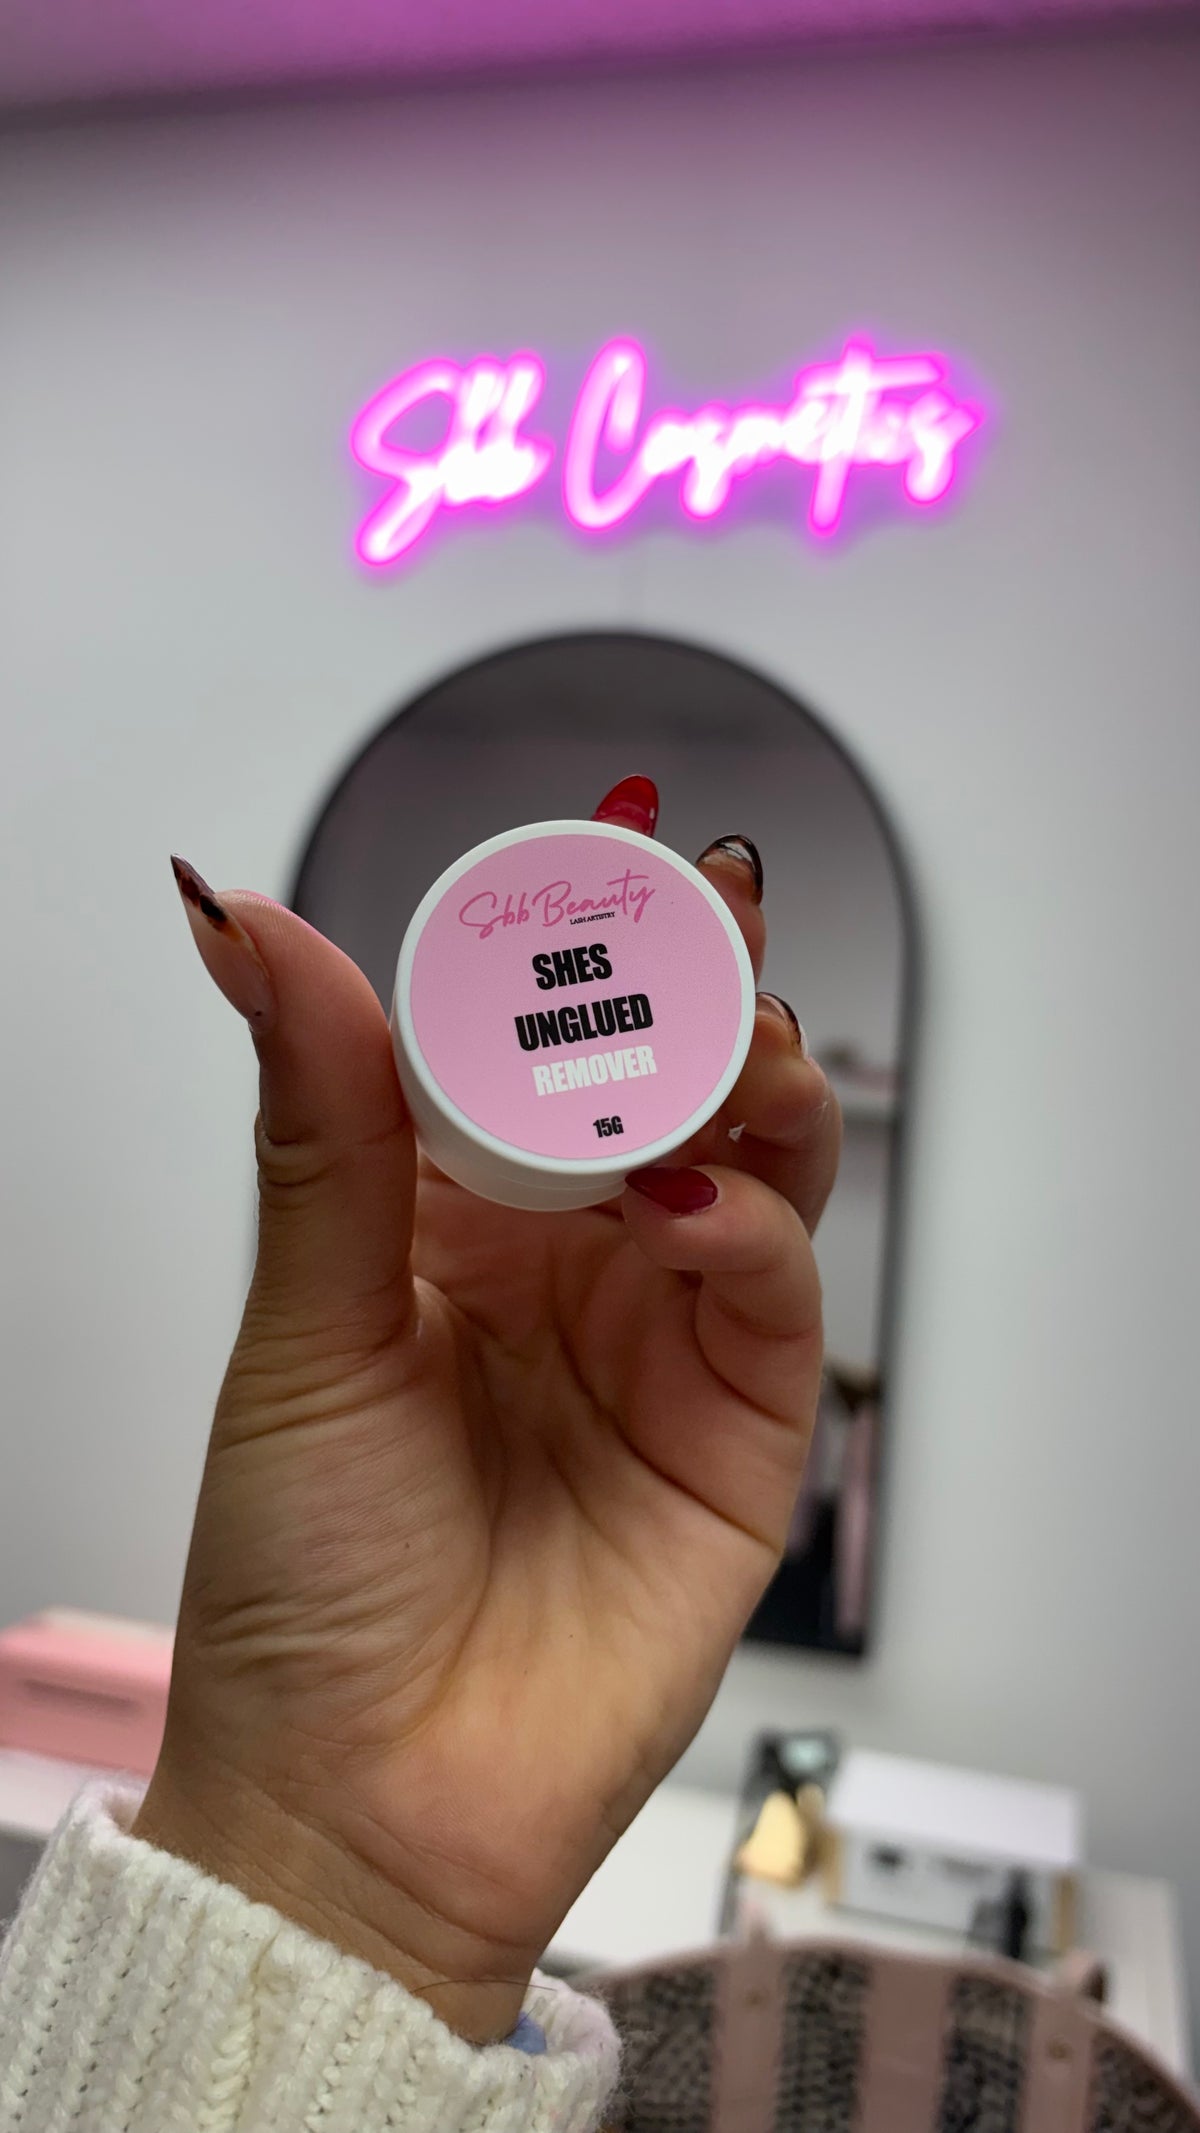 Sbb Cosmetics
Sbb Beauty
LASH ARTISTRY
SHES
UNGLUED
REMOVER
15G